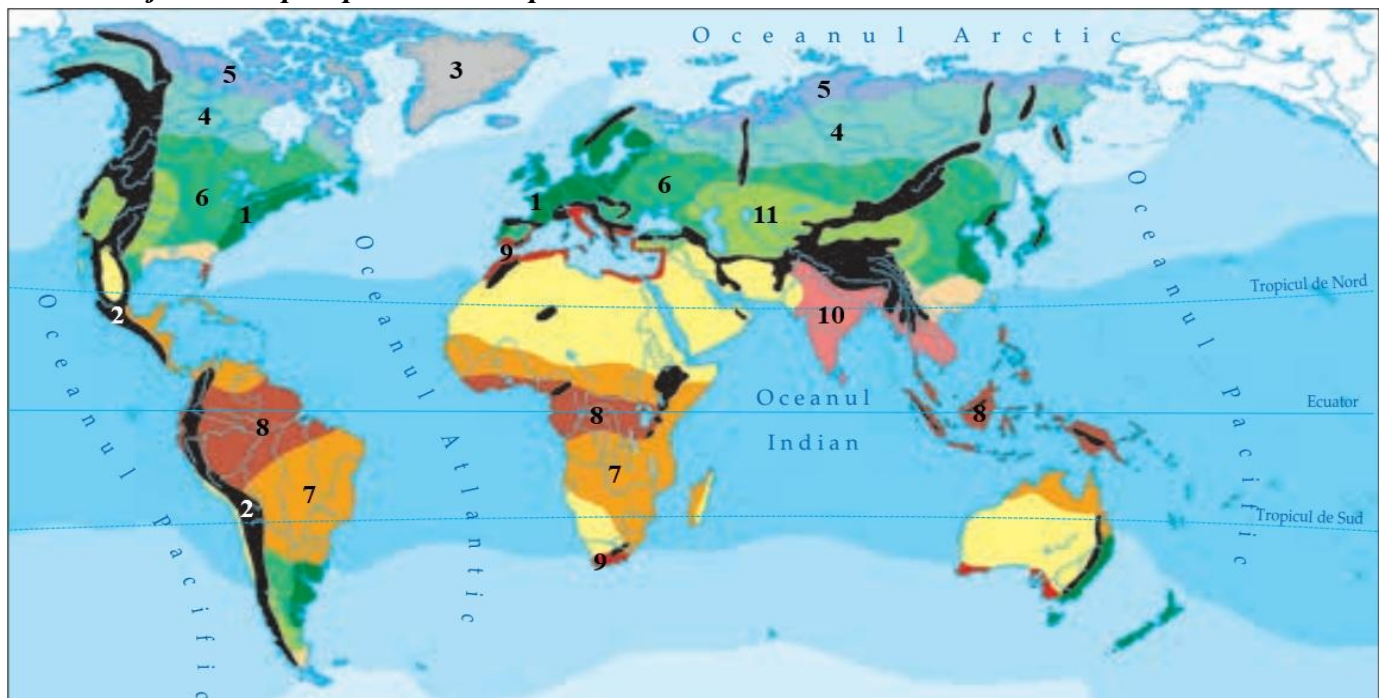 Oceanul Arctic
5
3
5
4
4
6
6
1
1
11
9
Oceanul Pacific
Oceanul Atlantic
Oceanul Pacific
Tropicul de Nord
2
10
Oceanul
Indian
Ecuator
8
8
8
7
7
2
Tropicul de Sud
9